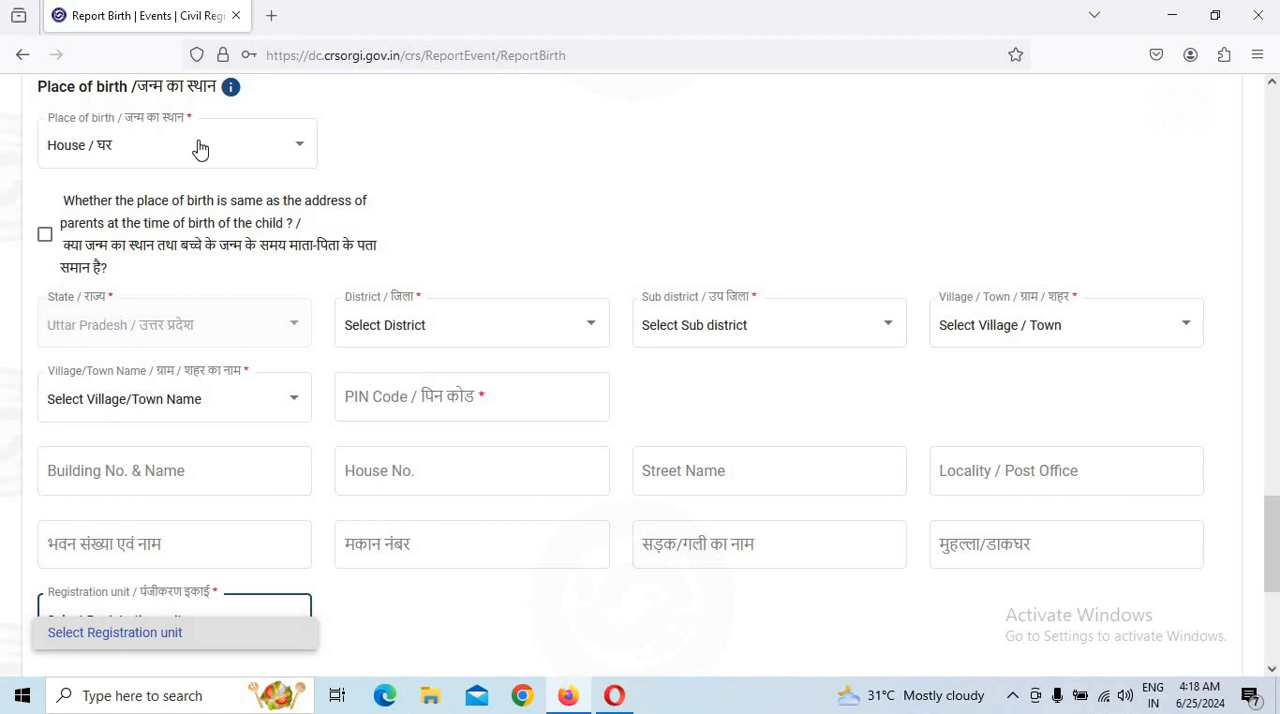 Report Birth | Events | Civil Regi
https://dc.crsorgi.gov.in/crs/ReportEvent/ReportBirth
Place of birth /जन्म का स्थान i
Place of birth / जन्म का स्थान *
House / घर
Whether the place of birth is same as the address of
parents at the time of birth of the child ? /
क्या जन्म का स्थान तथा बच्चे के जन्म के समय माता-पिता के पता
समान है?
State / राज्य * District / जिला * Sub district / उप जिला * Village / Town / ग्राम / शहर *
Uttar Pradesh / उत्तर प्रदेश Select District Select Sub district Select Village / Town
Village/Town Name / ग्राम / शहर का नाम *
Select Village/Town Name PIN Code / पिन कोड *
Building No. & Name House No. Street Name Locality / Post Office
भवन संख्या एवं नाम मकान नंबर सड़क/गली का नाम मुहल्ला/डाकघर
Registration unit / पंजीकरण इकाई *
Select Registration unit
Activate Windows
Go to Settings to activate Windows.
Type here to search 31°C Mostly cloudy ENG 4:18 AM
IN 6/25/2024 7